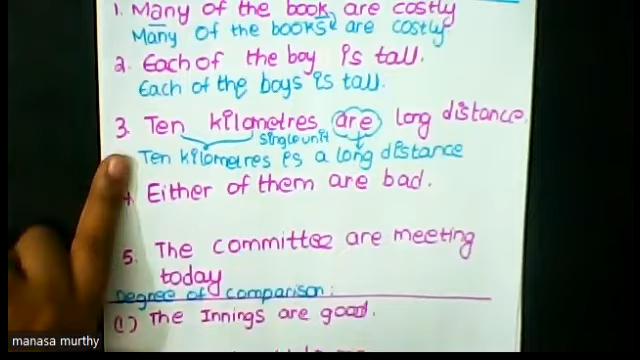 1. Many of the book are costly
Many of the books are costly
2. Each of the boy is tall.
Each of the boys is tall.
3. Ten kilometres are long distance.
single unit
Ten kilometres is a long distance
4. Either of them are bad.
5. The committee are meeting
today
Degree of comparison:
(1) The Innings are good.
manasa murthy